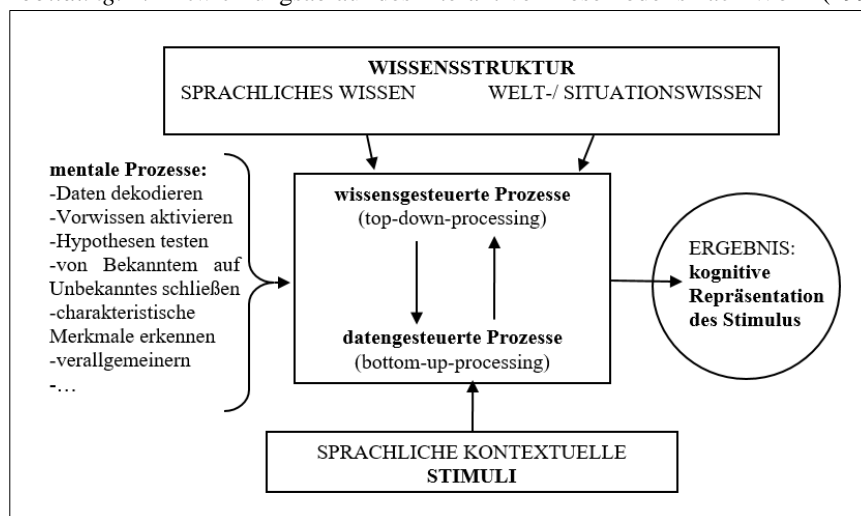 WISSENSSTRUKTUR
SPRACHLICHES WISSEN WELT-/ SITUATIONSWISSEN
mentale Prozesse:
-Daten dekodieren
-Vorwissen aktivieren
-Hypothesen testen
-von Bekanntem auf
Unbekanntes schließen
-charakteristische
Merkmale erkennen
-verallgemeinern
-…
wissensgesteuerte Prozesse
(top-down-processing)
datengesteuerte Prozesse
(bottom-up-processing)
ERGEBNIS:
kognitive
Repräsentation
des Stimulus
SPRACHLICHE KONTEXTUELLE
STIMULI